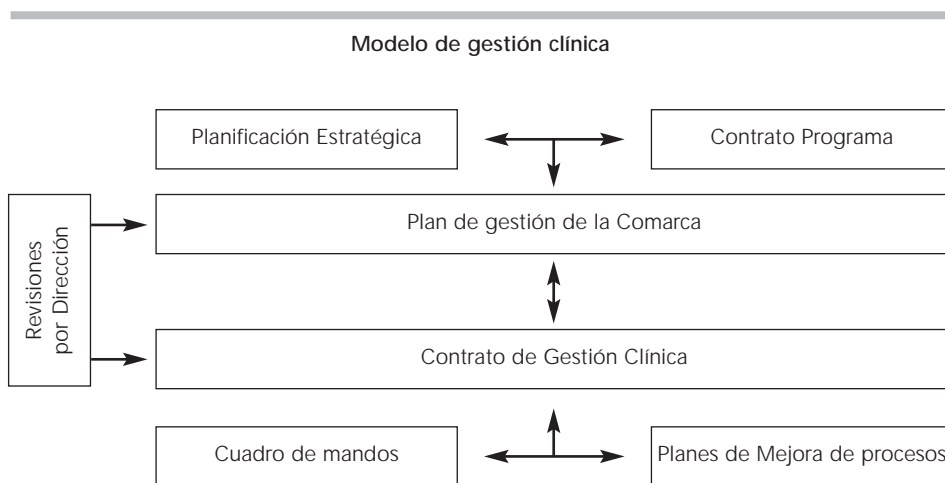 Modelo de gestión clínica
Planificación Estratégica
Contrato Programa
Revisiones
por Dirección
Plan de gestión de la Comarca
Contrato de Gestión Clínica
Cuadro de mandos
Planes de Mejora de procesos